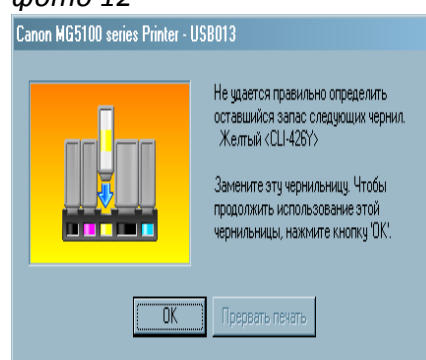 фото 12
Canon MG5100 series Printer - USB013
Не удается правильно определить
оставшийся запас следующих чернил.
Желтый <CLI-426Y>
Замените эту чернильницу. Чтобы
продолжить использование этой
чернильницы, нажмите кнопку 'OK'.
OK
Прервать печать